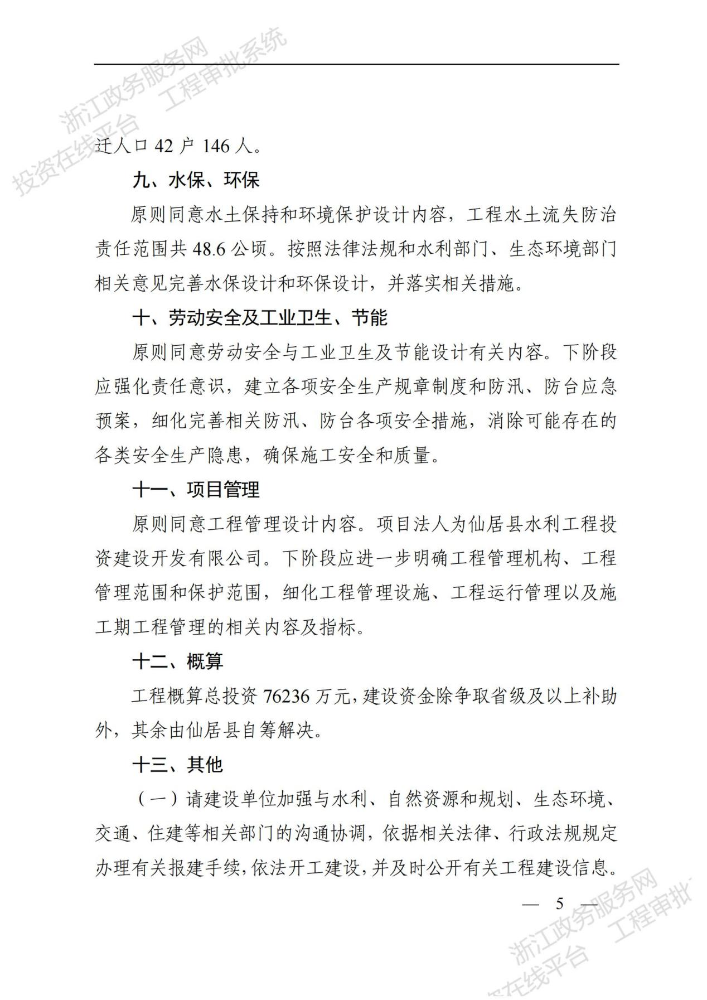 浙江政务服务网
工程审批系统
投资在线平台
迁人口 42 户 146 人。
九、水保、环保
原则同意水土保持和环境保护设计内容，工程水土流失防治
责任范围共 48.6 公顷。按照法律法规和水利部门、生态环境部门
相关意见完善水保设计和环保设计，并落实相关措施。
十、劳动安全及工业卫生、节能
原则同意劳动安全与工业卫生及节能设计有关内容。下阶段
应强化责任意识，建立各项安全生产规章制度和防汛、防台应急
预案，细化完善相关防汛、防台各项安全措施，消除可能存在的
各类安全生产隐患，确保施工安全和质量。
十一、项目管理
原则同意工程管理设计内容。项目法人为仙居县水利工程投
资建设开发有限公司。下阶段应进一步明确工程管理机构、工程
管理范围和保护范围，细化工程管理设施、工程运行管理以及施
工期工程管理的相关内容及指标。
十二、概算
工程概算总投资 76236 万元，建设资金除争取省级及以上补助
外，其余由仙居县自筹解决。
十三、其他
（一）请建设单位加强与水利、自然资源和规划、生态环境、
交通、住建等相关部门的沟通协调，依据相关法律、行政法规规定
办理有关报建手续，依法开工建设，并及时公开有关工程建设信息。
— 5 —
浙江政务服务网
工程审批
资在线平台